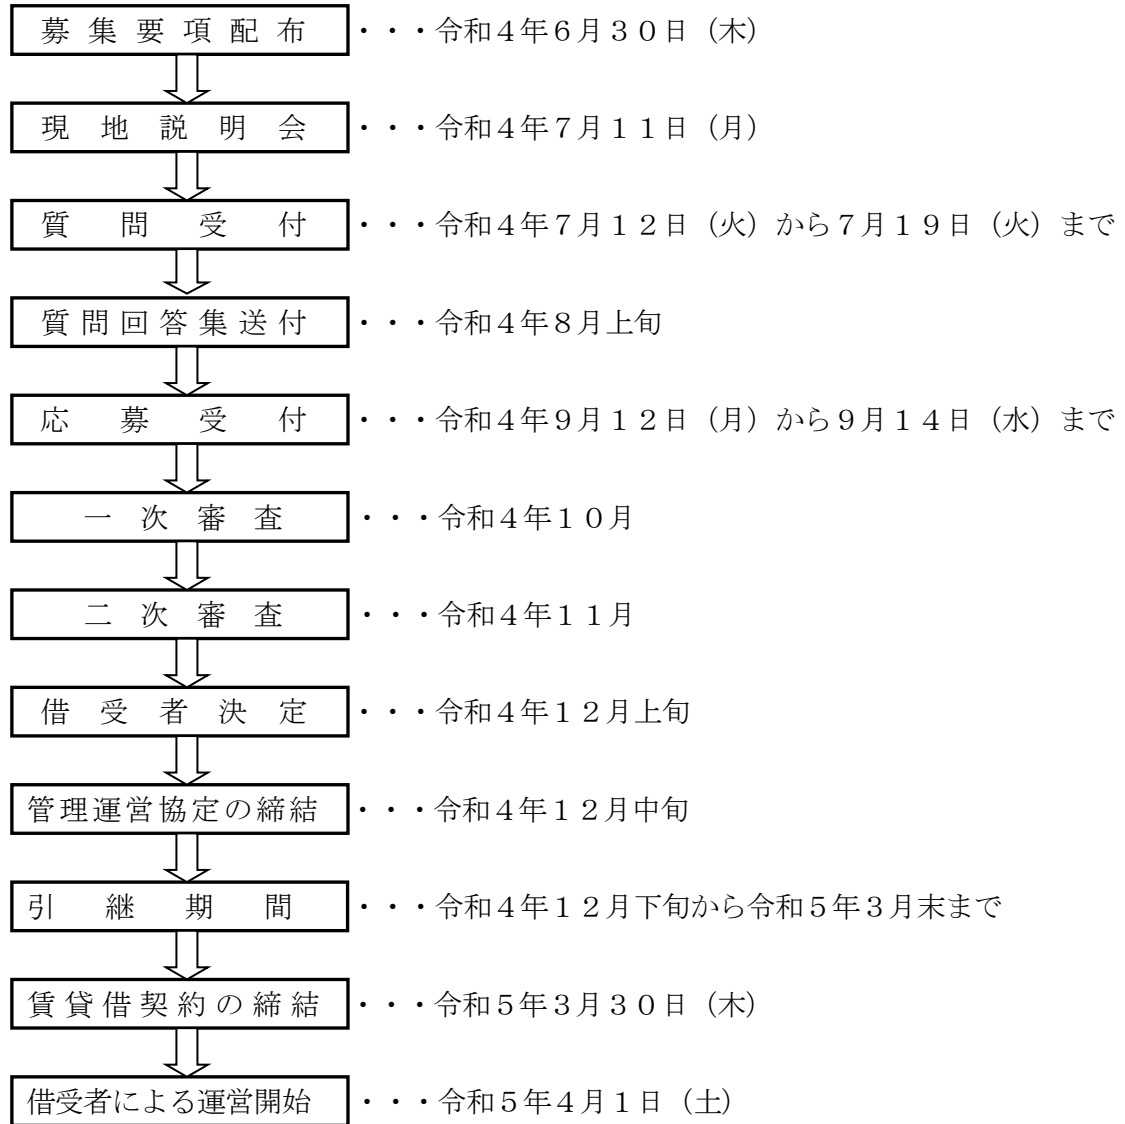 募集要項配布・・・令和４年６月３０日（木）
現地説明会・・・令和４年７月１１日（月）
質問受付・・・令和４年７月１２日（火）から７月１９日（火）まで
質問回答集送付・・・令和４年８月上旬
応募受付・・・令和４年９月１２日（月）から９月１４日（水）まで
一次審査・・・令和４年１０月
二次審査・・・令和４年１１月
借受者決定・・・令和４年１２月上旬
管理運営協定の締結・・・令和４年１２月中旬
引継期間・・・令和４年１２月下旬から令和５年３月末まで
賃貸借契約の締結・・・令和５年３月３０日（木）
借受者による運営開始・・・令和５年４月１日（土）